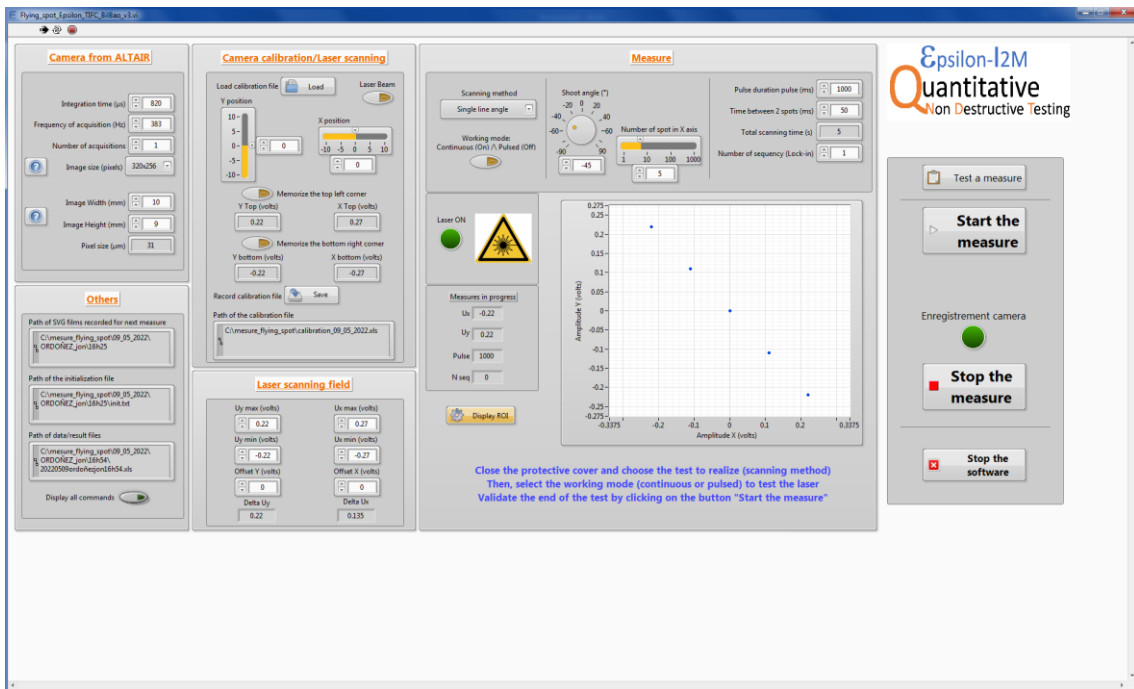 Flying_spot_Epsilon_TIFC_BilBao_v3.vi
Camera from ALTAIR
Integration time (µs) 820
Frequency of acquisition (Hz) 383
Number of acquisitions 1
Image size (pixels) 320x256
Image Width (mm) 10
Image Height (mm) 9
Pixel size (µm) 31
Others
Path of SVG films recorded for next measure
C:\mesure_flying_spot\09_05_2022\
ORDOÑEZ_jon\16h25
Path of the initialization file
C:\mesure_flying_spot\09_05_2022\
ORDOÑEZ_jon\16h25\init.txt
Path of data/result files
C:\mesure_flying_spot\09_05_2022\
ORDOÑEZ_jon\16h54\
20220509ordoñezjon16h54.xls
Display all commands
Camera calibration/Laser scanning
Load calibration file Load Laser Beam
Y position
10
5
0
-5
-10
0
X position
-10 -5 0 5 10
0
Memorize the top left corner
Y Top (volts) X Top (volts)
0.22 0.27
Memorize the bottom right corner
Y bottom (volts) X bottom (volts)
-0.22 -0.27
Record calibration file Save
Path of the calibration file
C:\mesure_flying_spot\calibration_09_05_2022.xls
Laser scanning field
Uy max (volts) Ux max (volts)
0.22 0.27
Uy min (volts) Ux min (volts)
-0.22 -0.27
Offset Y (volts) Offset X (volts)
0 0
Delta Uy Delta Ux
0.22 0.135
Measure
Scanning method
Single line angle
Working mode:
Continuous (On) /\ Pulsed (Off)
Shoot angle (°)
-20 0 20
-40 40
-60 60
-90 90
-45
Number of spot in X axis
1 10 100 1000
5
Pulse duration pulse (ms) 1000
Time between 2 spots (ms) 50
Total scanning time (s) 5
Number of sequency (Lock-in) 1
Laser ON
Measures in progress
Ux -0.22
Uy 0.22
Pulse 1000
N seq 0
Display ROI
Amplitude Y (volts)
0.275
0.25
0.2
0.15
0.1
0.05
0
-0.05
-0.1
-0.15
-0.2
-0.25
-0.275
-0.3375 -0.2 -0.1 0 0.1 0.2 0.3375
Amplitude X (volts)
Close the protective cover and choose the test to realize (scanning method)
Then, select the working mode (continuous or pulsed) to test the laser
Validate the end of the test by clicking on the button "Start the measure"
εpsilon-I2M
Quantitative
Non Destructive Testing
Test a measure
Start the
measure
Enregistrement camera
Stop the
measure
Stop the
software